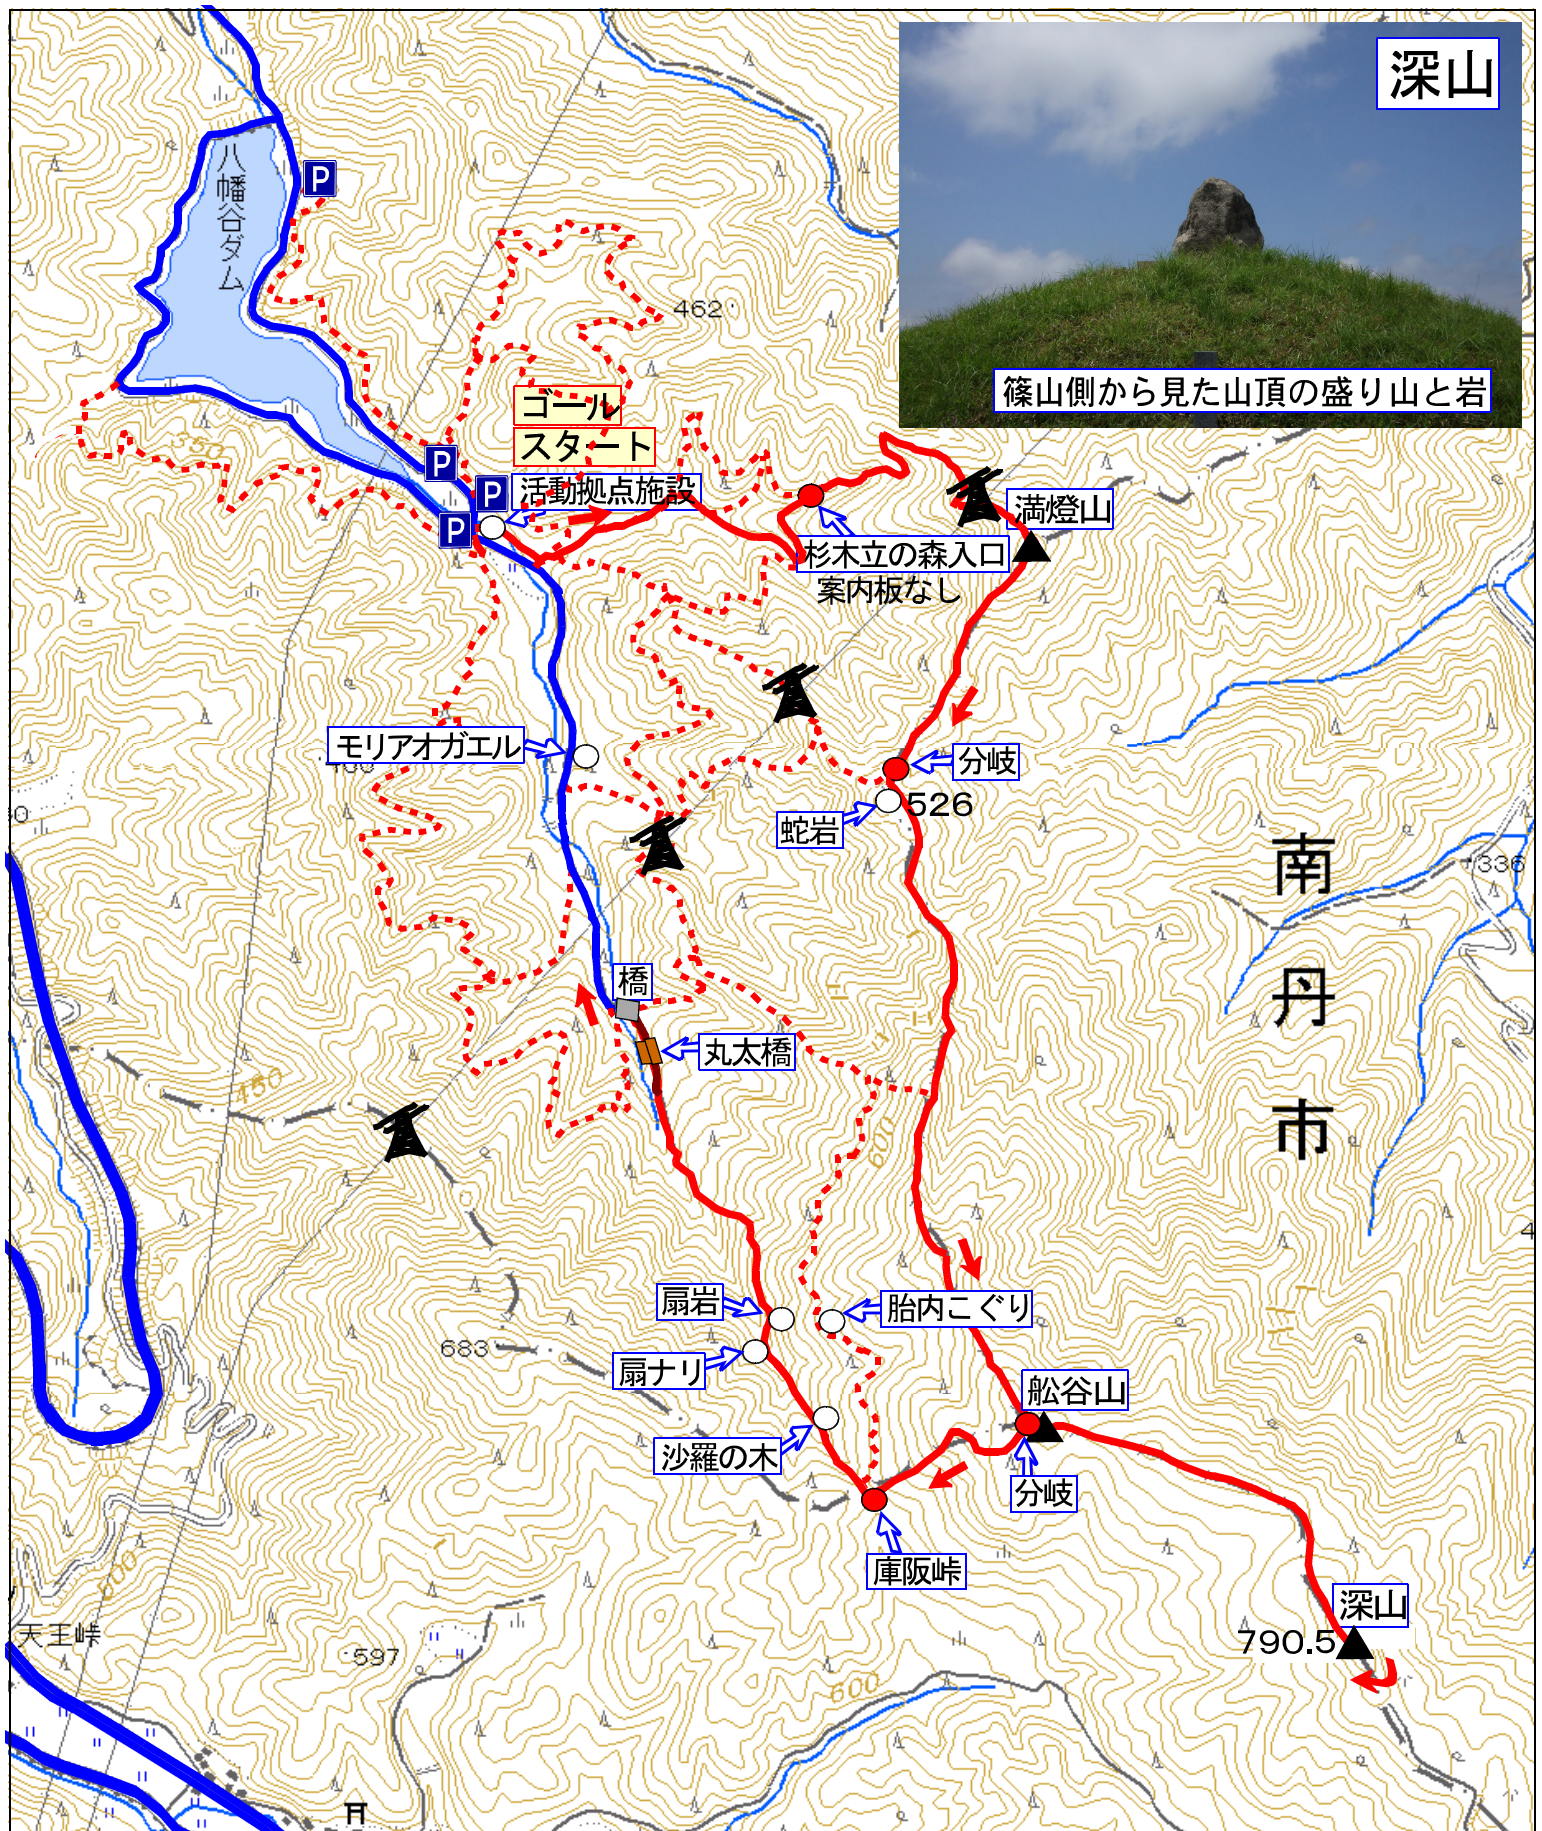 深山
篠山側から見た山頂の盛り山と岩
八幡谷ダム
P
462
ゴール
スタート
350
P
P
活動拠点施設
P
満燈山
杉木立の森入口
案内板なし
モリアオガエル
分岐
526
蛇岩
南丹市
336
橋
丸太橋
450
600
扇岩
胎内こぐり
683
扇ナリ
舩谷山
沙羅の木
分岐
庫阪峠
600
深山
790.5
天王峠
597
600